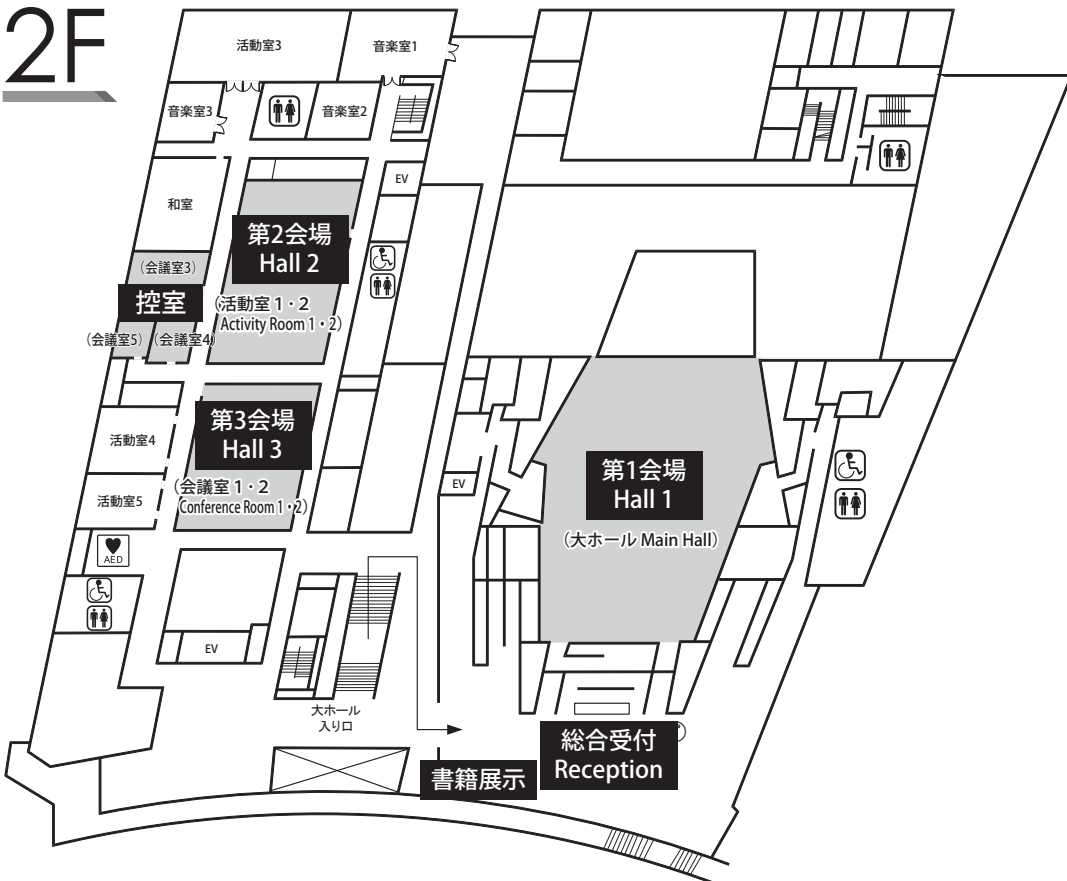 2F
活動室3
音楽室1
音楽室3
音楽室2
EV
和室
第2会場
Hall 2
(会議室3)
控室
(活動室 1・2
Activity Room 1・2)
(会議室5)
(会議室4)
第3会場
Hall 3
活動室4
第1会場
Hall 1
EV
(会議室 1・2
Conference Room 1・2)
活動室5
(大ホール Main Hall)
AED
EV
大ホール
入り口
総合受付
Reception
書籍展示